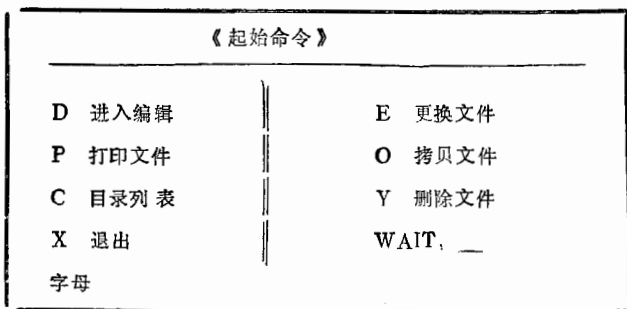 《起始命令》
D 进入编辑 E 更换文件
P 打印文件 O 拷贝文件
C 目录列表 Y 删除文件
X 退出 WAIT, __
字母